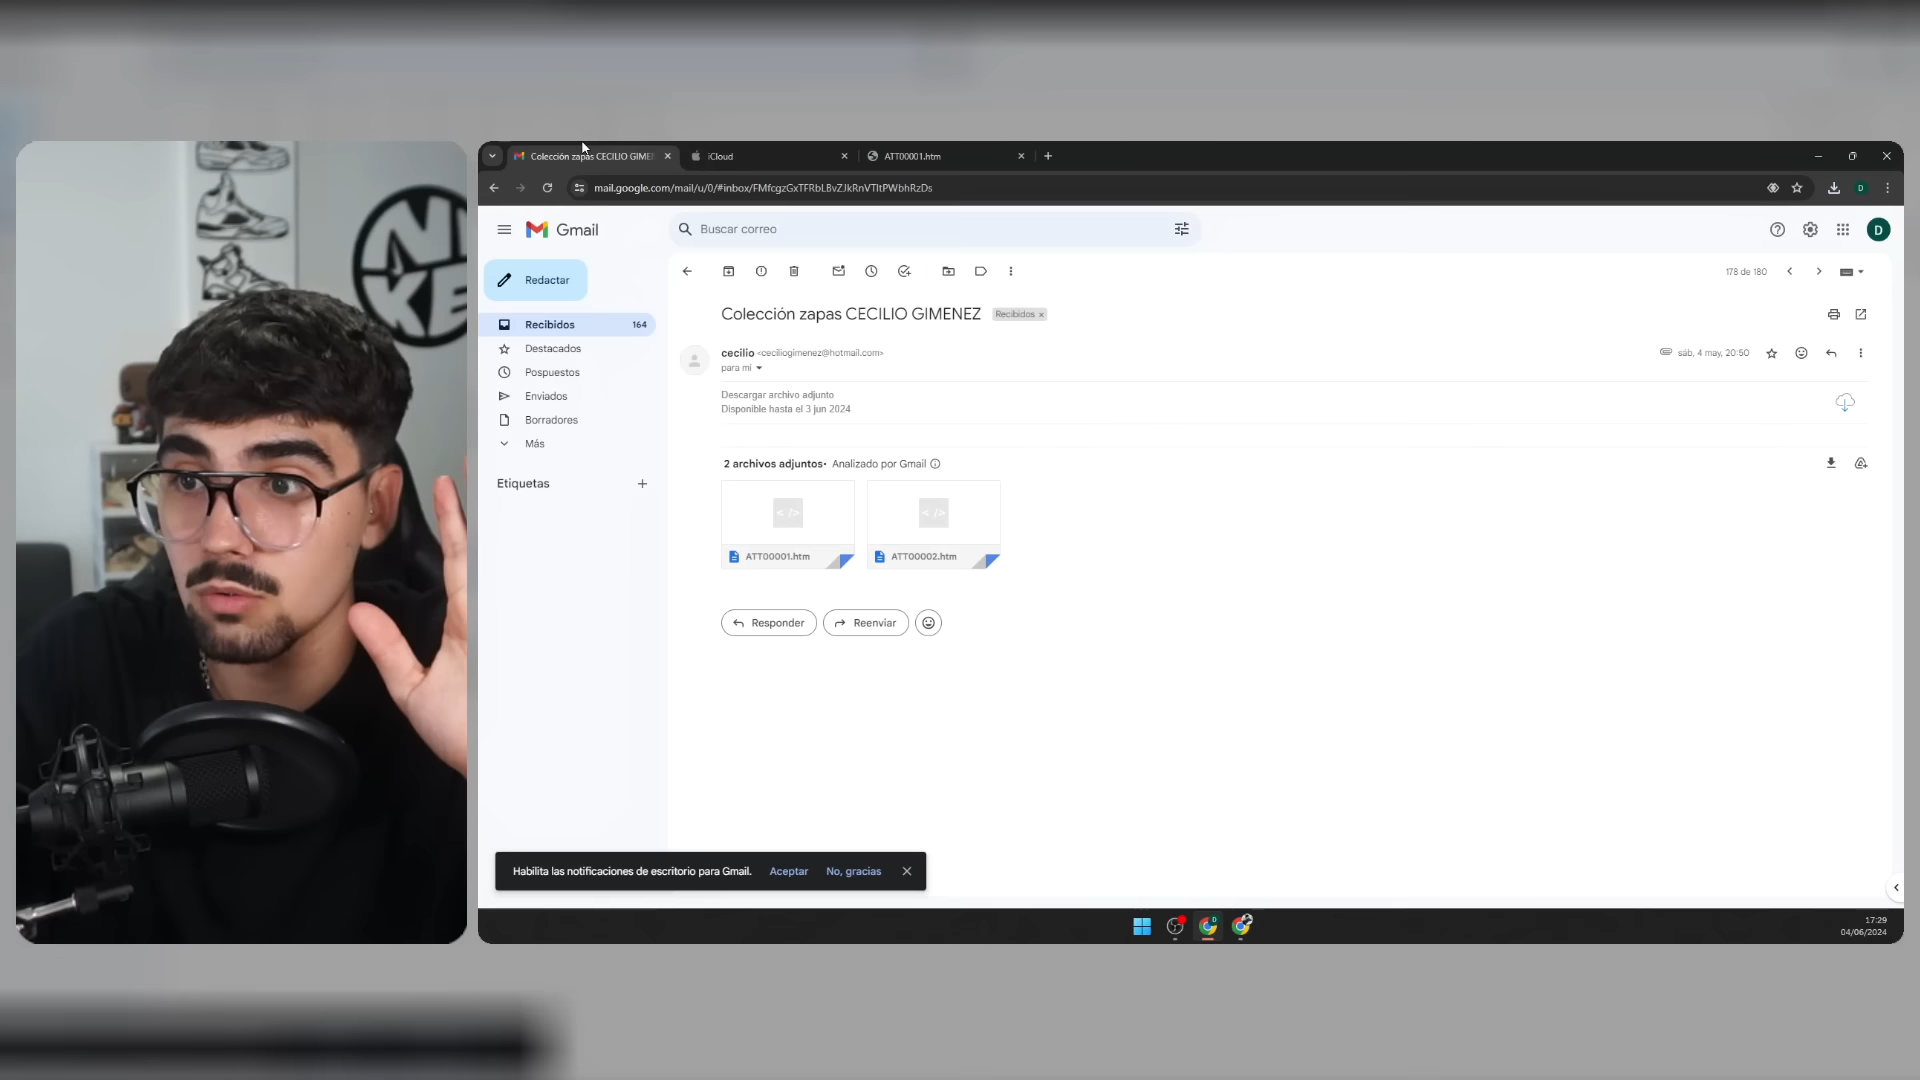 Colección zapas CECILIO GIMEN
iCloud
ATT00001.htm
mail.google.com/mail/u/0/#inbox/FMfcgzGxTFRbLBvZJkRnVTltPWbhRzDs
D
Gmail
Buscar correo
D
Redactar
178 de 180
Recibidos 164
Destacados
Pospuestos
Enviados
Borradores
Más
Etiquetas
Colección zapas CECILIO GIMENEZ Recibidos x
cecilio <ceciliogimenez@hotmail.com>
sáb, 4 may, 20:50
para mí
Descargar archivo adjunto
Disponible hasta el 3 jun 2024
2 archivos adjuntos • Analizado por Gmail
< />
< />
ATT00001.htm
ATT00002.htm
Responder
Reenviar
Habilita las notificaciones de escritorio para Gmail. Aceptar No, gracias
17:29
04/06/2024
NI
KE